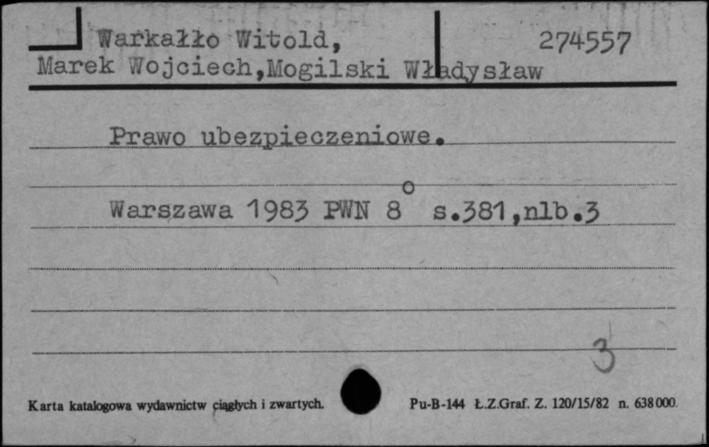 Warkałło Witold, 274557
Marek Wojciech,Mogilski Władysław
Prawo ubezpieczeniowe.
Warszawa 1983 PWN 8° s.381,nlb.3
3
Karta katalogowa wydawnictw ciągłych i zwartych. Pu-B-144 Ł.Z.Graf. Z. 120/15/82 n. 638000.